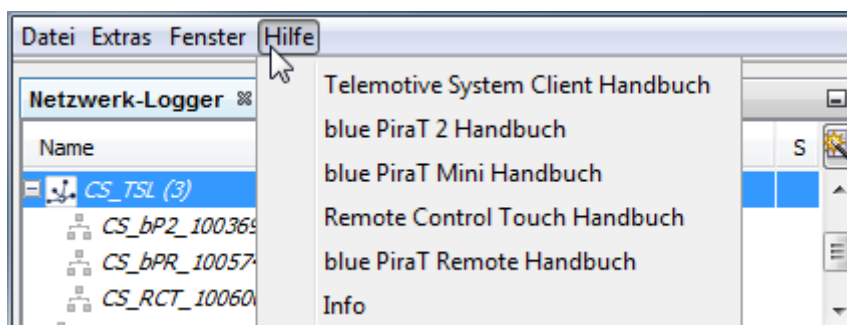 Datei Extras Fenster Hilfe
Netzwerk-Logger
Name S
CS_TSL (3)
Telemotive System Client Handbuch
blue PiraT 2 Handbuch
blue PiraT Mini Handbuch
Remote Control Touch Handbuch
blue PiraT Remote Handbuch
Info